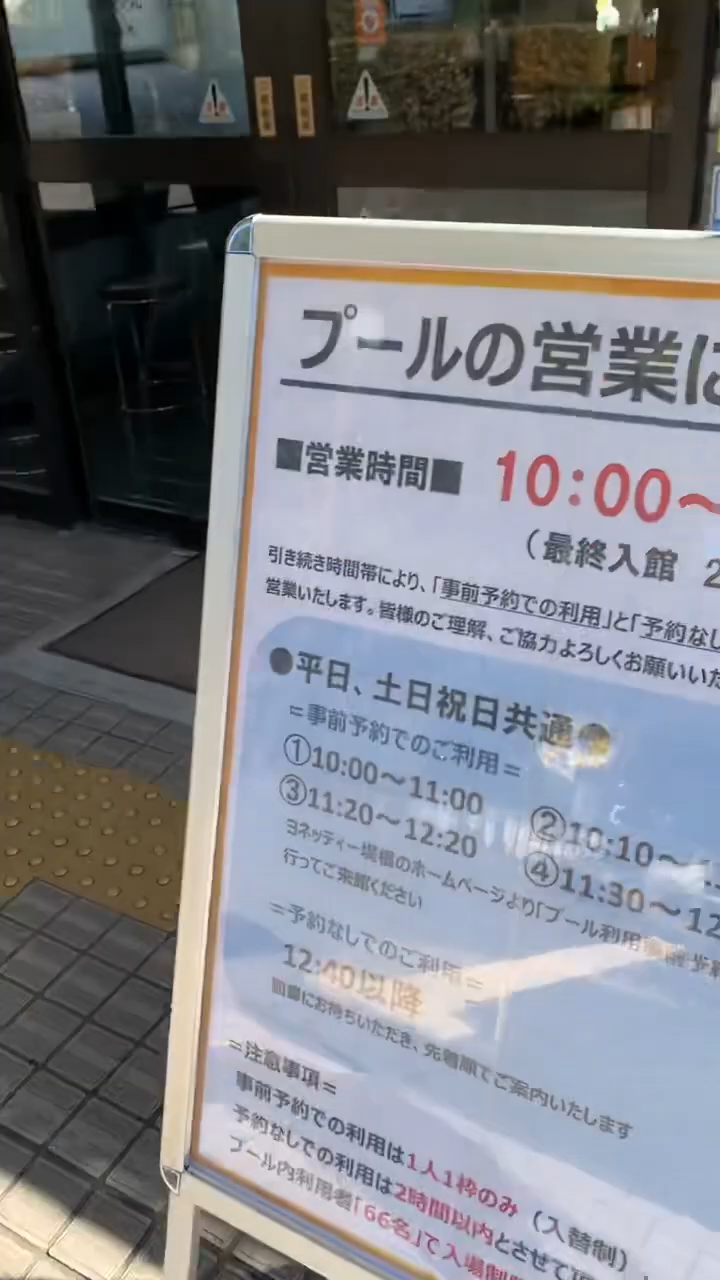 プールの営業に
■営業時間■ 10:00～
（最終入館 2
引き続き時間帯により、「事前予約での利用」と「予約なし
営業いたします。皆様のご理解、ご協力よろしくお願いいた
●平日、土日祝日共通●
＝事前予約でのご利用＝
①10:00～11:00 ②10:10～
③11:20～12:20 ④11:30～12
ヨネッティー堤根のホームページより「プール利用事前予約
行ってご来館ください
＝予約なしでのご利用＝
12:40以降
順番にお待ちいただき、先着順でご案内いたします
＝注意事項＝
事前予約での利用は1人1枠のみ（入替制）
予約なしでの利用は2時間以内とさせて頂
プール内利用者「66名」で入場制限